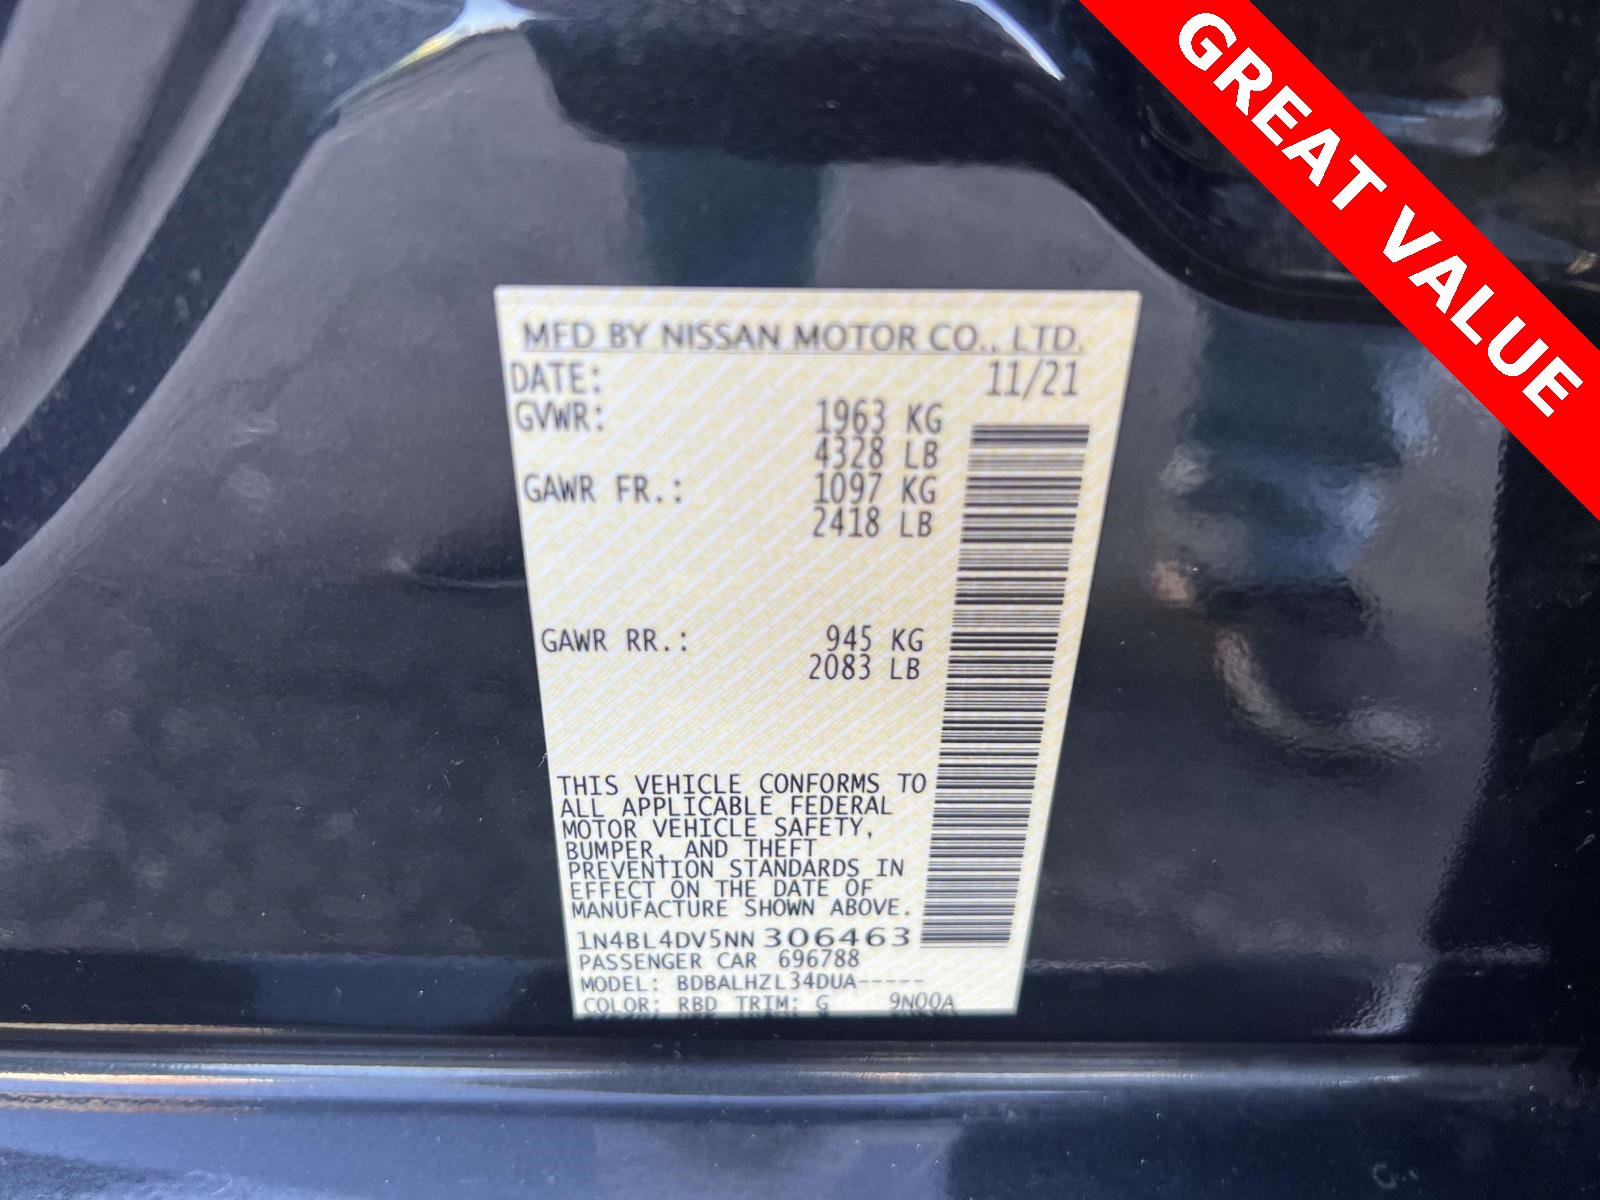 GREAT VALUE
MFD BY NISSAN MOTOR CO., LTD.
DATE: 11/21
GVWR: 1963 KG
4328 LB
GAWR FR.: 1097 KG
2418 LB
GAWR RR.: 945 KG
2083 LB
THIS VEHICLE CONFORMS TO
ALL APPLICABLE FEDERAL
MOTOR VEHICLE SAFETY,
BUMPER, AND THEFT
PREVENTION STANDARDS IN
EFFECT ON THE DATE OF
MANUFACTURE SHOWN ABOVE.
1N4BL4DV5NN306463
PASSENGER CAR 696788
MODEL: BDBALHZL34DUA-----
COLOR: RBD TRIM: G 9N00A